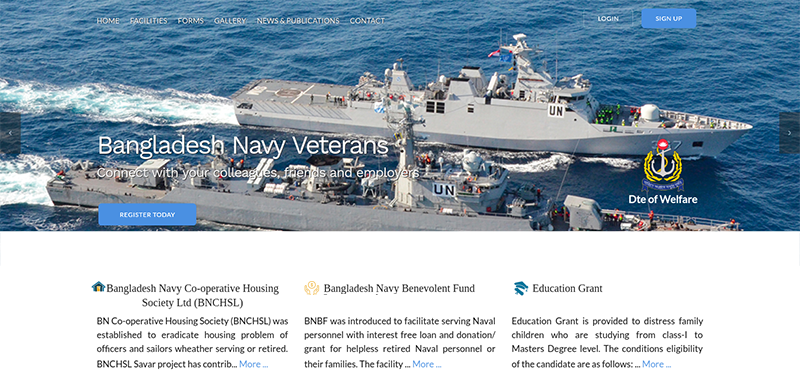 HOME FACILITIES FORMS GALLERY NEWS & PUBLICATIONS CONTACT LOGIN SIGN UP
UN
Bangladesh Navy Veterans
Connect with your colleagues, friends and employers
UN
REGISTER TODAY
Dte of Welfare
Bangladesh Navy Co-operative Housing
Society Ltd (BNCHSL)
BN Co-operative Housing Society (BNCHSL) was
established to eradicate housing problem of
officers and sailors wheather serving or retired.
BNCHSL Savar project has contrib... More ...
Bangladesh Navy Benevolent Fund
BNBF was introduced to facilitate serving Naval
personnel with interest free loan and donation/
grant for helpless retired Naval personnel or
their families. The facility ... More ...
Education Grant
Education Grant is provided to distress family
children who are studying from class-I to
Masters Degree level. The conditions eligibility
of the candidate are as follows: ... More ...